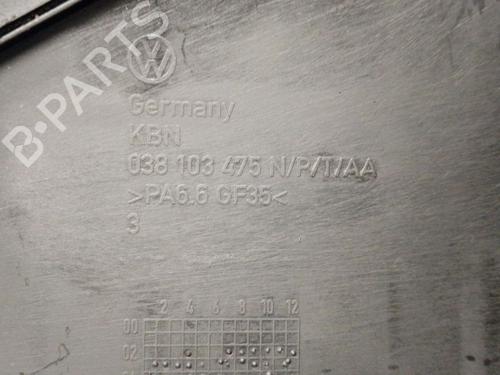 B-PARTS
Germany
KBN
038 103 475 N/P/T/AA
>PA6.6 GF35<
3
2 4 6 8 10 12
00
02